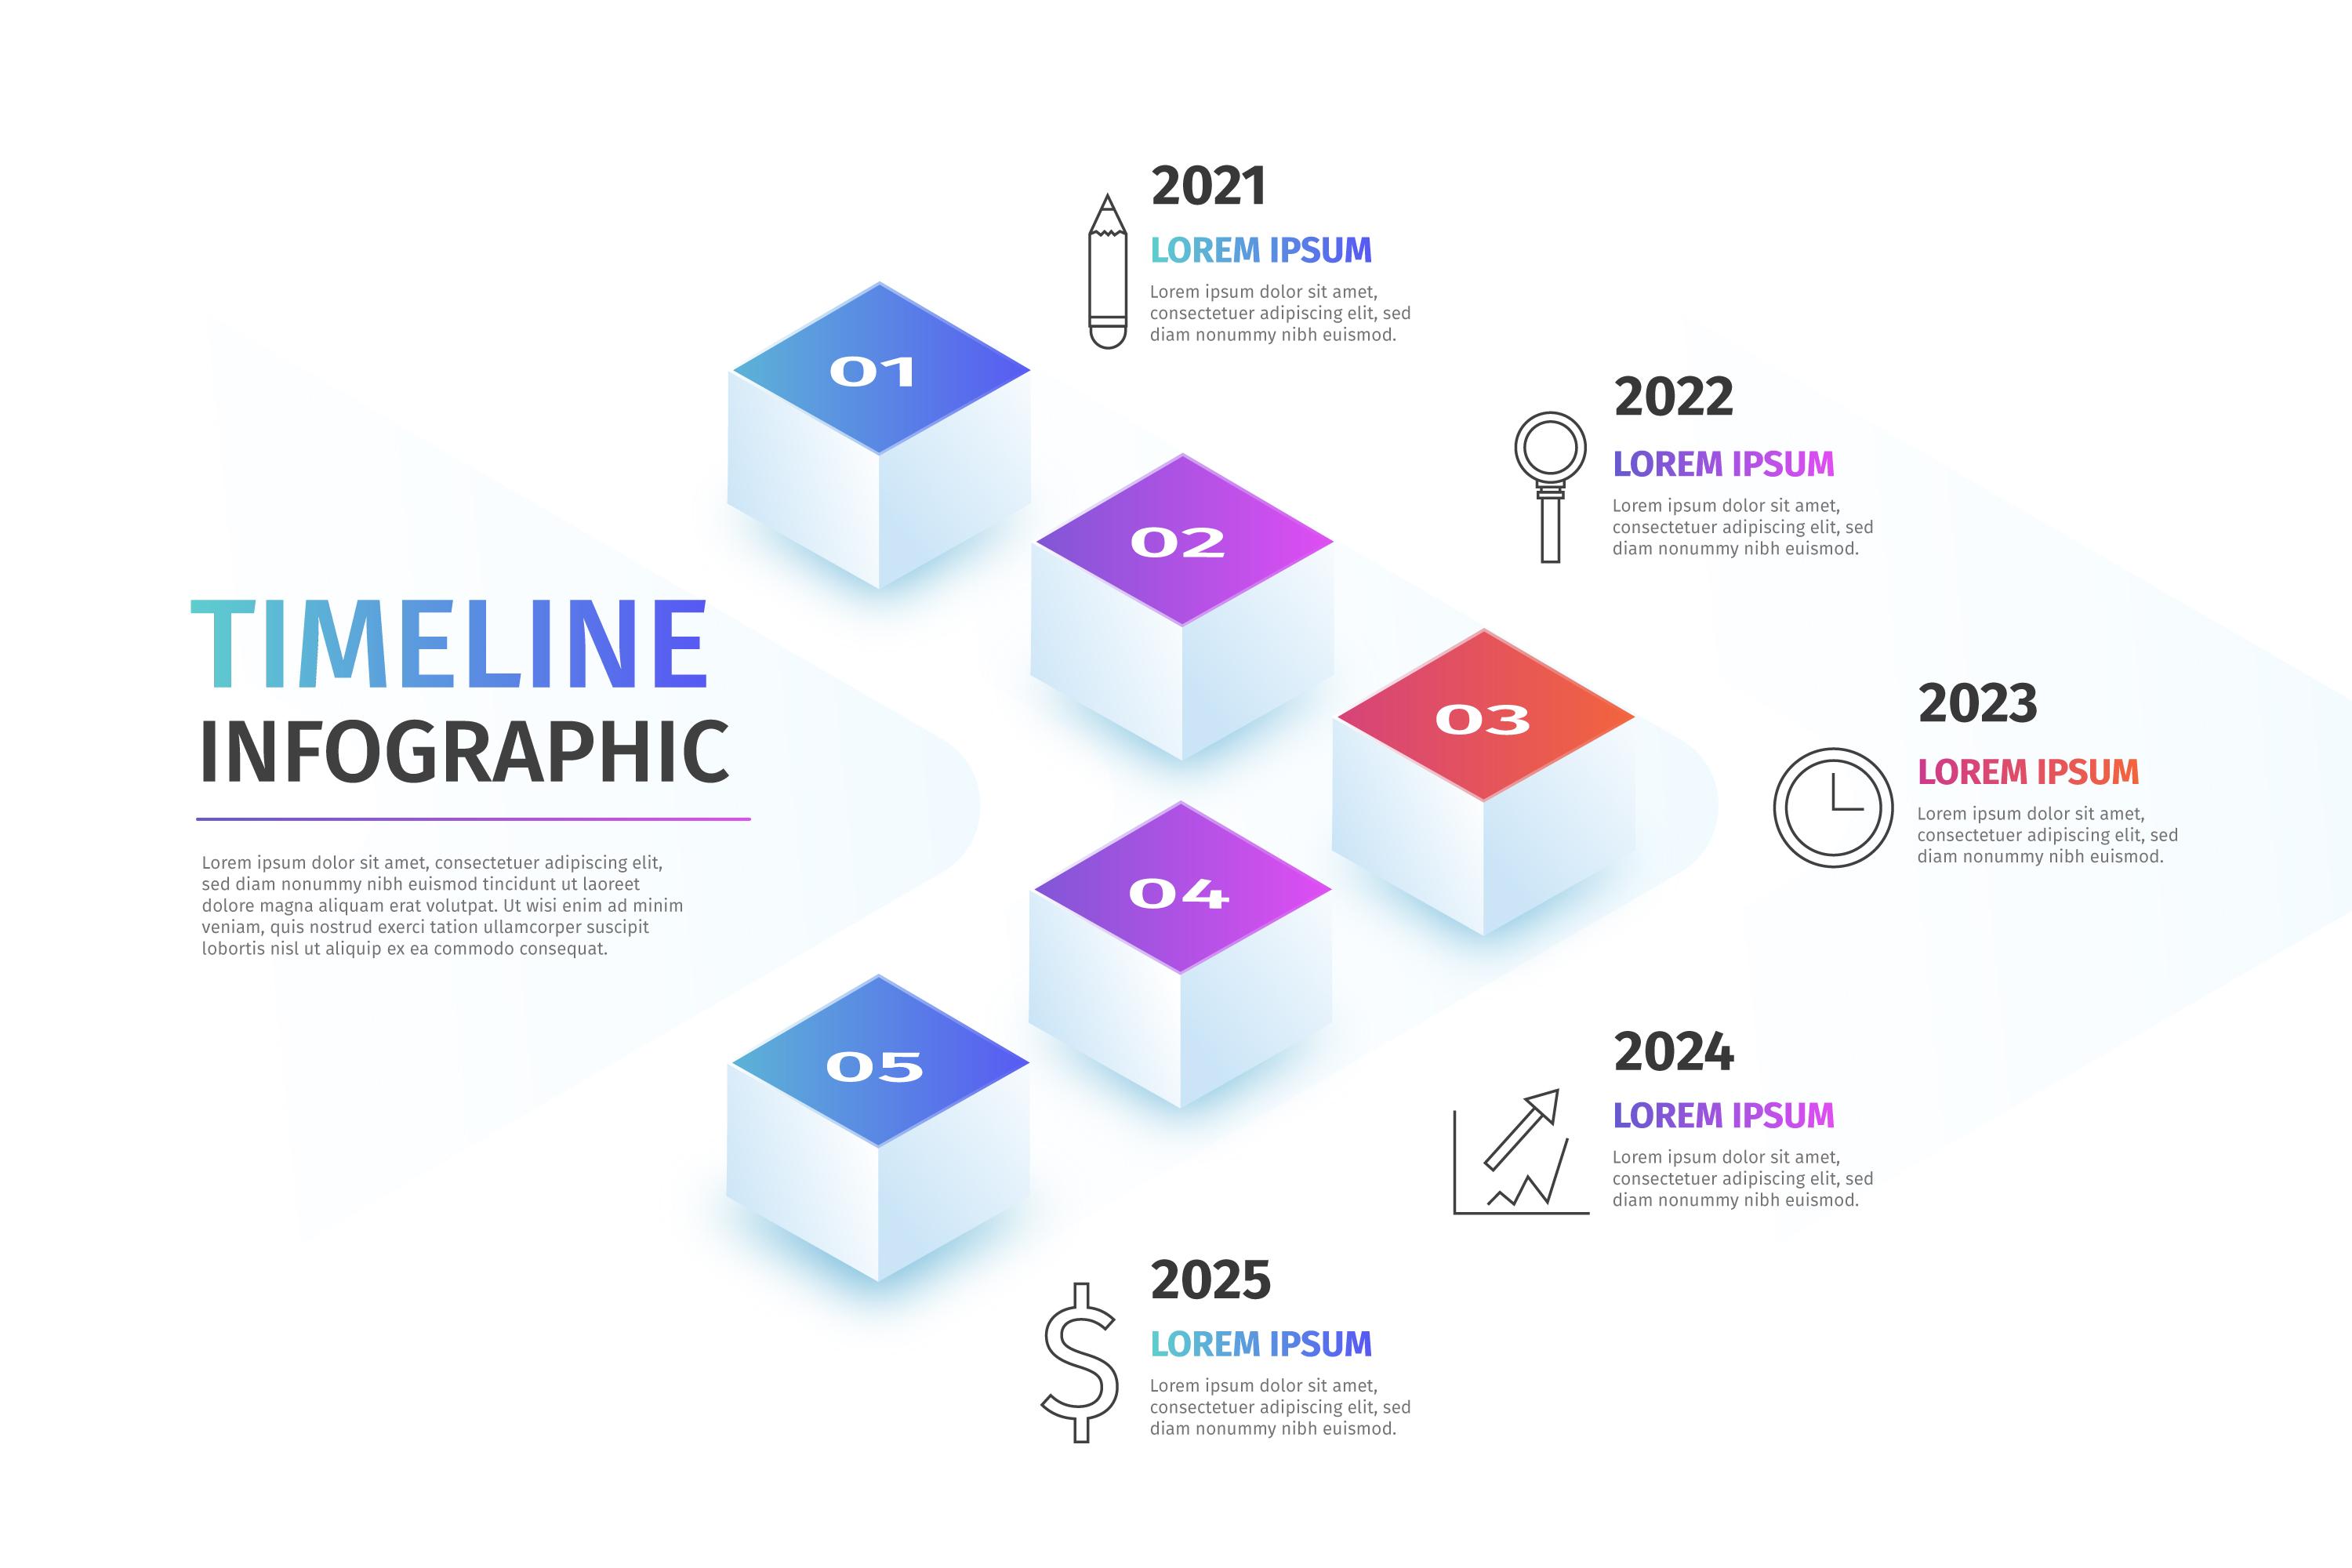 TIMELINE
INFOGRAPHIC
Lorem ipsum dolor sit amet, consectetuer adipiscing elit,
sed diam nonummy nibh euismod tincidunt ut laoreet
dolore magna aliquam erat volutpat. Ut wisi enim ad minim
veniam, quis nostrud exerci tation ullamcorper suscipit
lobortis nisl ut aliquip ex ea commodo consequat.
01
2021
LOREM IPSUM
Lorem ipsum dolor sit amet,
consectetuer adipiscing elit, sed
diam nonummy nibh euismod.
02
2022
LOREM IPSUM
Lorem ipsum dolor sit amet,
consectetuer adipiscing elit, sed
diam nonummy nibh euismod.
03
2023
LOREM IPSUM
Lorem ipsum dolor sit amet,
consectetuer adipiscing elit, sed
diam nonummy nibh euismod.
04
2024
LOREM IPSUM
Lorem ipsum dolor sit amet,
consectetuer adipiscing elit, sed
diam nonummy nibh euismod.
05
2025
LOREM IPSUM
Lorem ipsum dolor sit amet,
consectetuer adipiscing elit, sed
diam nonummy nibh euismod.